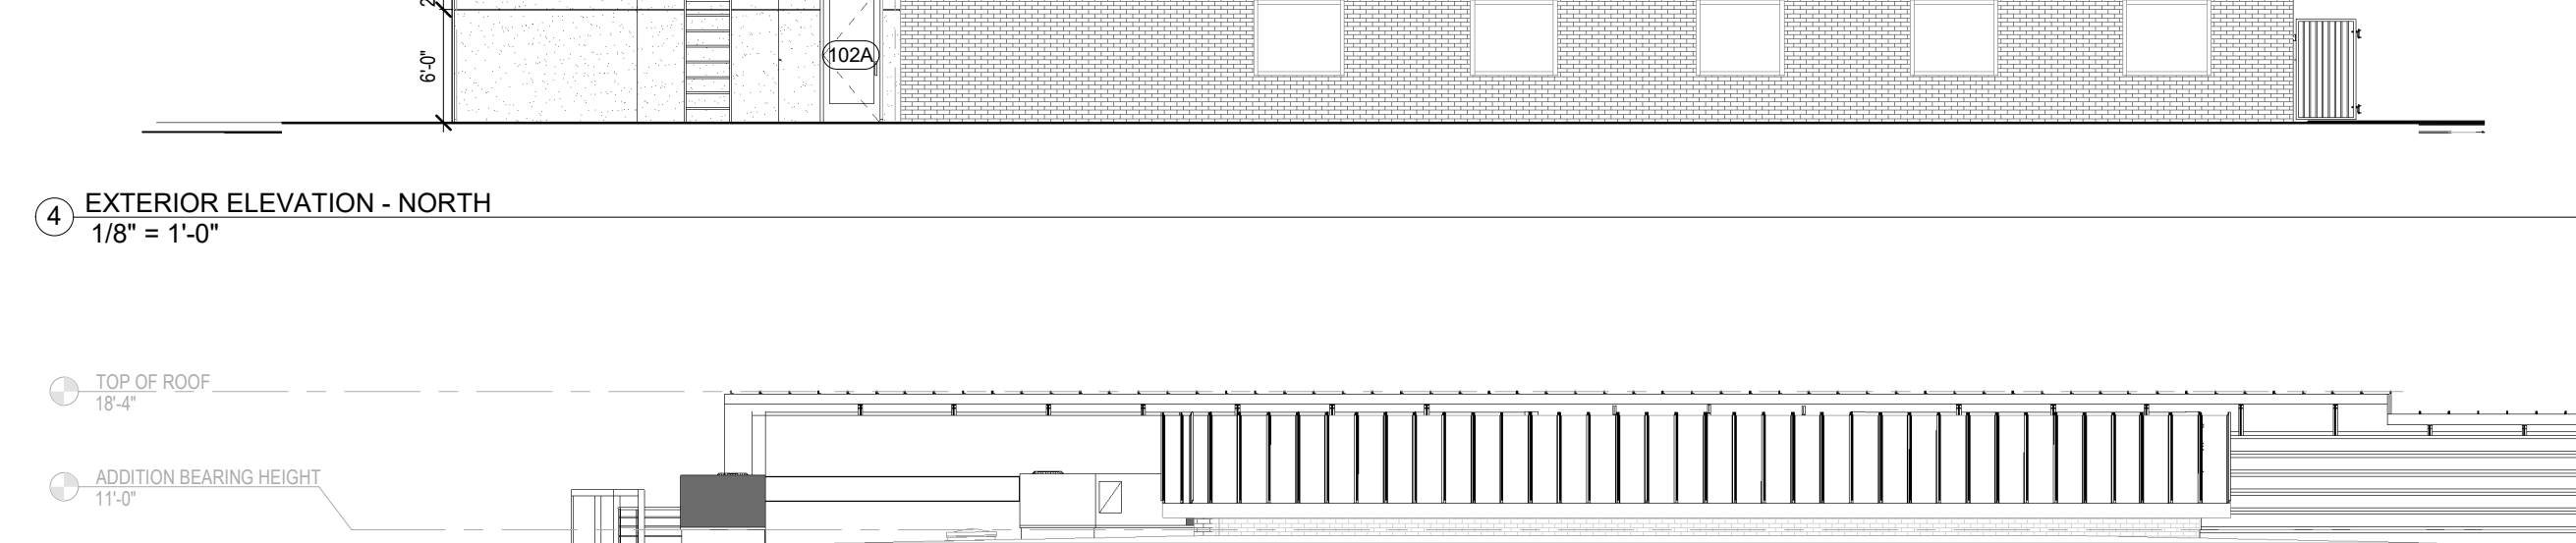 2
6'-0"
102A
4
EXTERIOR ELEVATION - NORTH
1/8" = 1'-0"
TOP OF ROOF
18'-4"
ADDITION BEARING HEIGHT
11'-0"